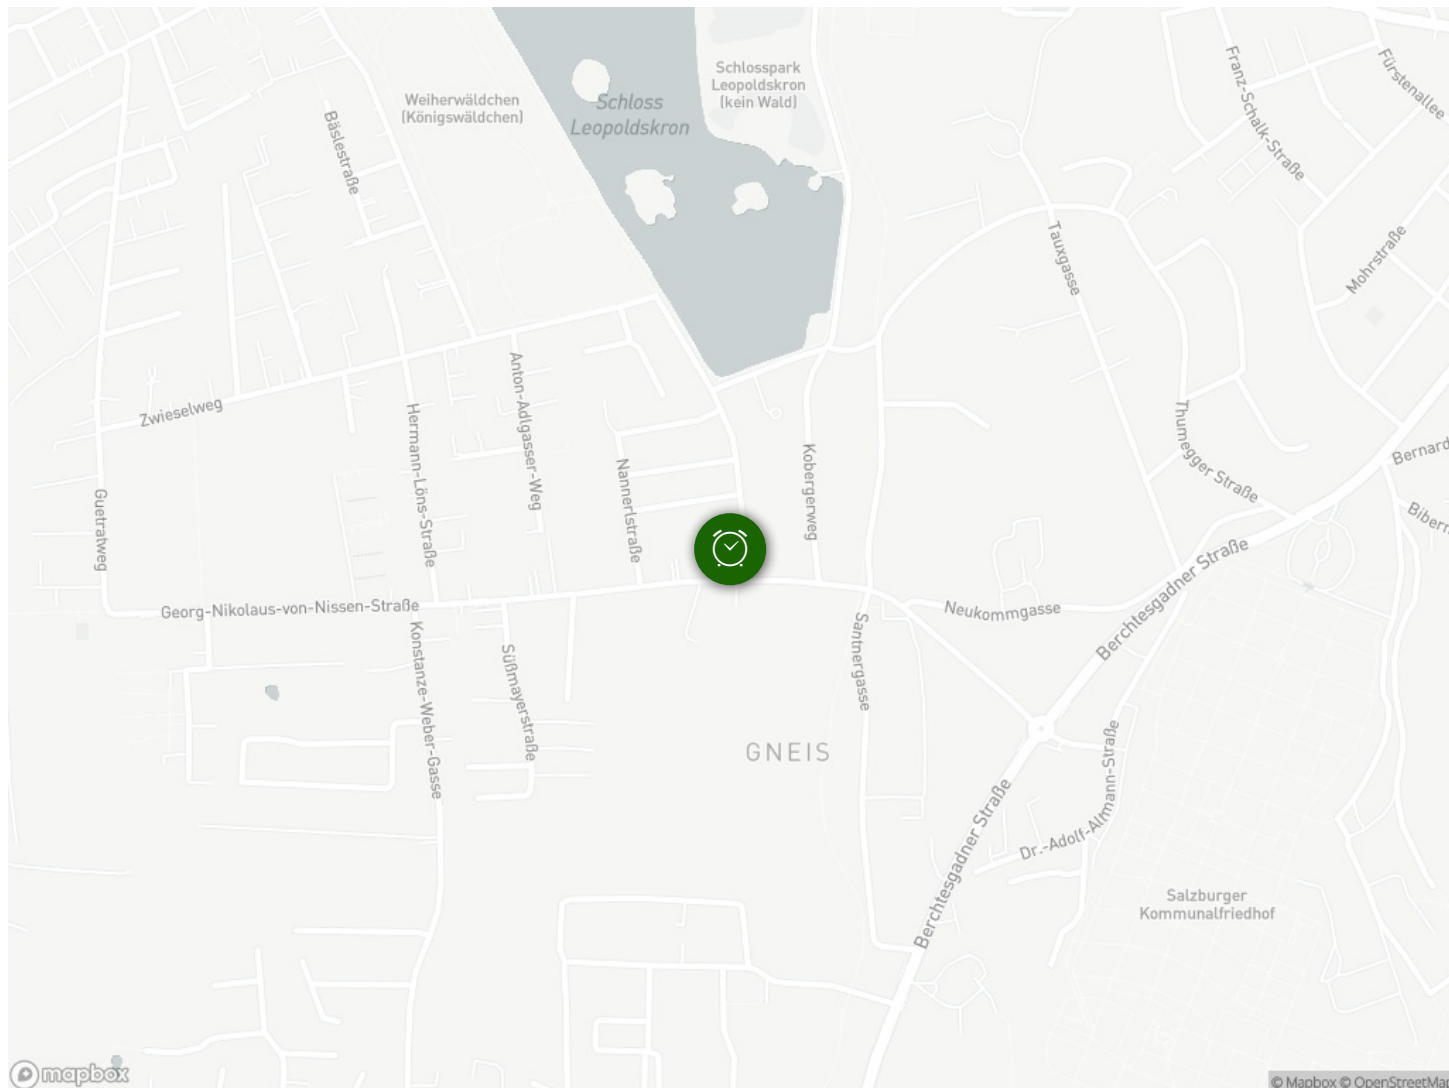 Schlosspark
Leopoldskron
(kein Wald)
Franz-Schalk-Straße
Fürstenallee
Weiherwäldchen
(Königswäldchen)
Schloss
Leopoldskron
Bäslestraße
Tauxgasse
Mohrstraße
Zwieselweg
Anton-Adlgasser-Weg
Hermann-Löns-Straße
Thumegger Straße
Bernard
Kobergerweg
Nannerlstraße
Guetratweg
Bibern
Berchtesgadner Straße
Georg-Nikolaus-von-Nissen-Straße
Neukommgasse
Santnergasse
Konstanze-Weber-Gasse
Süßmayerstraße
GNEIS
Dr.-Adolf-Altmann-Straße
Berchtesgadner Straße
Salzburger
Kommunalfriedhof
mapbox
© Mapbox © OpenStreetMap